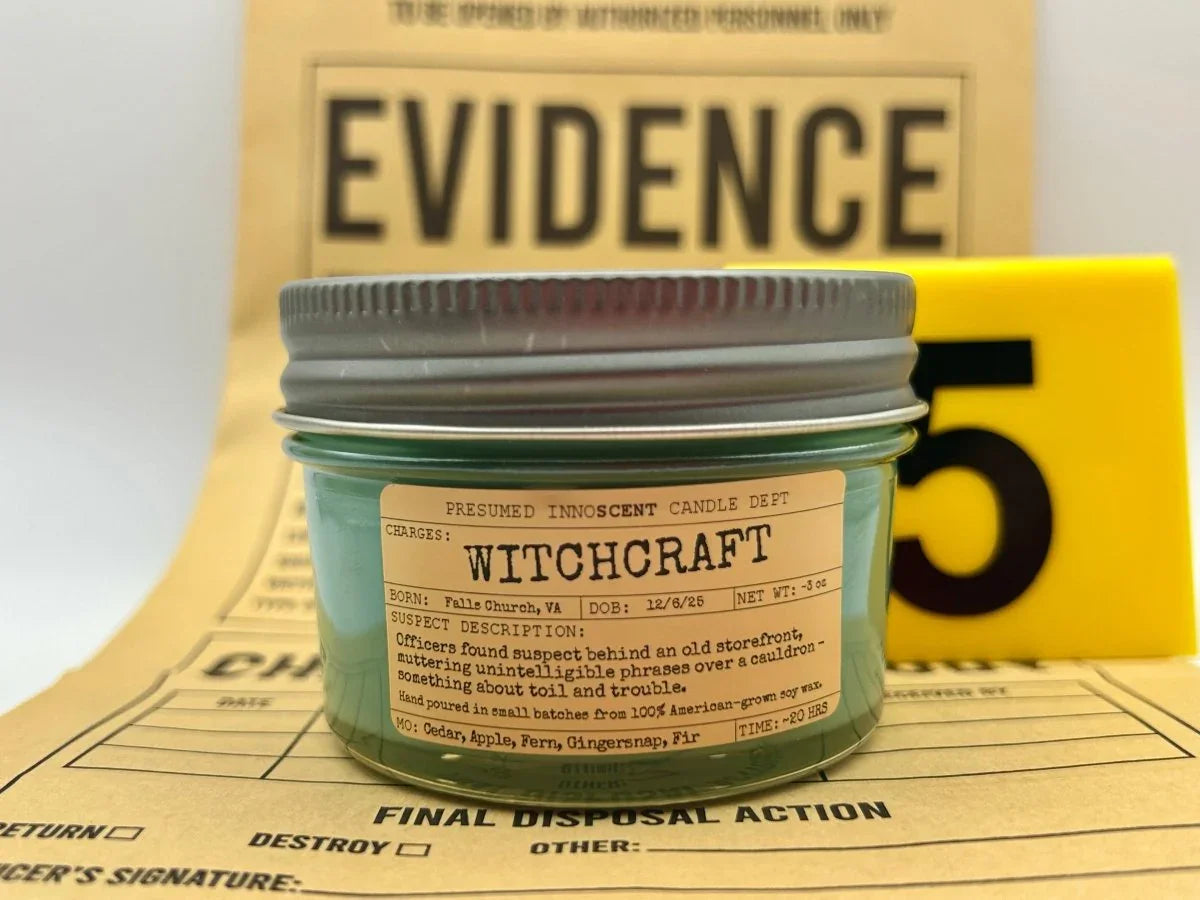 TO BE OPENED BY AUTHORIZED PERSONNEL ONLY
EVIDENCE
5
PRESUMED INNOSCENT CANDLE DEPT
CHARGES:
WITCHCRAFT
BORN: Falls Church, VA
DOB: 12/6/25
NET WT: ~3 oz
SUSPECT DESCRIPTION:
Officers found suspect behind an old storefront,
muttering unintelligible phrases over a cauldron –
something about toil and trouble.
Hand poured in small batches from 100% American-grown soy wax.
MO: Cedar, Apple, Fern, Gingersnap, Fir
TIME: ~20 HRS
DATE
FINAL DISPOSAL ACTION
RETURN
DESTROY
OTHER:
ICER'S SIGNATURE: